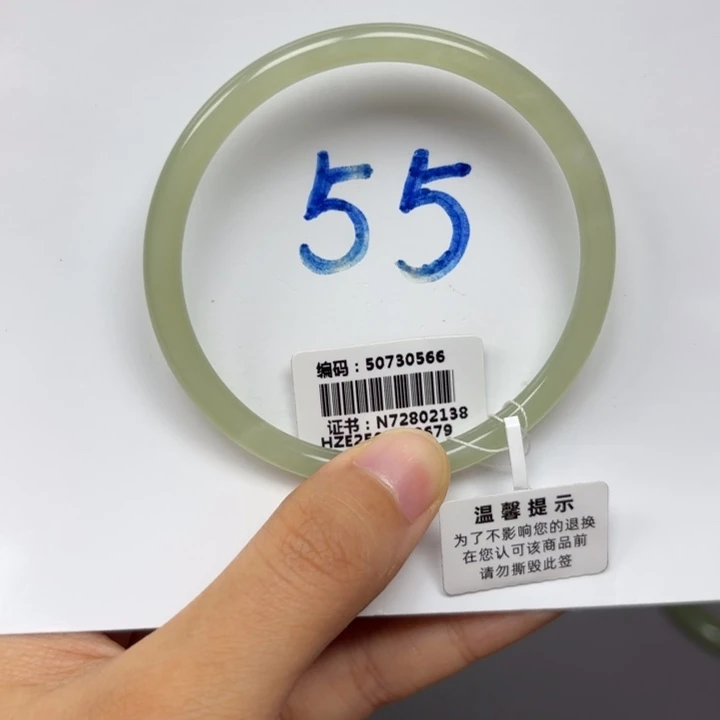 55
编码：50730566
证书：N72802138
温馨提示
为了不影响您的退换
在您认可该商品前
请勿撕毁此签